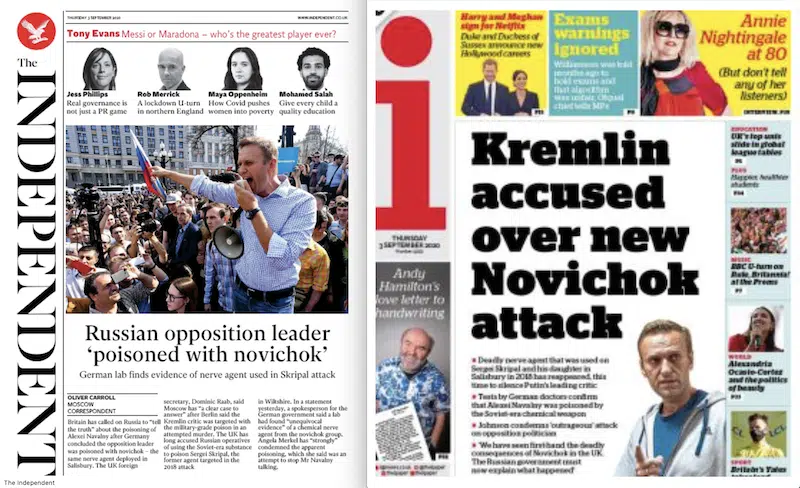 THURSDAY 3 SEPTEMBER 2020
WWW.INDEPENDENT.CO.UK
Tony Evans Messi or Maradona – who's the greatest player ever?
The
INDEPENDENT
Jess Phillips
Real governance is
not just a PR game
Rob Merrick
A lockdown U-turn
in northern England
Maya Oppenheim
How Covid pushes
women into poverty
Mohamed Salah
Give every child a
quality education
Russian opposition leader
‘poisoned with novichok’
German lab finds evidence of nerve agent used in Skripal attack
OLIVER CARROLL
MOSCOW
CORRESPONDENT
Britain has called on Russia to “tell
the truth” about the poisoning of
Alexei Navalny after Germany
concluded the opposition leader
was poisoned with novichok – the
same nerve agent deployed in
Salisbury. The UK foreign
secretary, Dominic Raab, said
Moscow has “a clear case to
answer” after Berlin said the
Kremlin critic was targeted with
the military-grade poison in an
attempted murder. The UK has
long accused Russian operatives
of using the Soviet-era substance
to poison Sergei Skripal, the
former agent targeted in the
2018 attack
in Wiltshire. In a statement
yesterday, a spokesperson for the
German government said a lab
had found “unequivocal
evidence” of a chemical nerve
agent from the novichok group.
Angela Merkel has “strongly”
condemned the apparent
poisoning, which she said was an
attempt to stop Mr Navalny
talking.
The Independent
i
THURSDAY
3 SEPTEMBER 2020
Harry and Meghan
sign for Netflix
Duke and Duchess of
Sussex announce new
Hollywood careers
Exams
warnings
ignored
Williamson was told
months ago to
hold exams and
that algorithm
was unfair, Ofqual
chief tells MPs
Annie
Nightingale
at 80
(But don't tell
any of her
listeners)
Andy
Hamilton's
love letter to
handwriting
Kremlin
accused
over new
Novichok
attack
Deadly nerve agent that was used on
Sergei Skripal and his daughter in
Salisbury in 2018 has reappeared, this
time to silence Putin's leading critic
Tests by German doctors confirm
that Alexei Navalny was poisoned by
the Soviet-era chemical weapon
Johnson condemns ‘outrageous’ attack
on opposition politician
‘We have seen first hand the deadly
consequences of Novichok in the UK.
The Russian government must
now explain what happened’
EDUCATION
UK's top unis
slide in global
league tables
PLUS
Happier, healthier
students
MUSIC
BBC U-turn on
Rule, Britannia!
at the Proms
WORLD
Alexandria
Ocasio-Cortez
and the politics
of beauty
SPORT
Britain's Yates